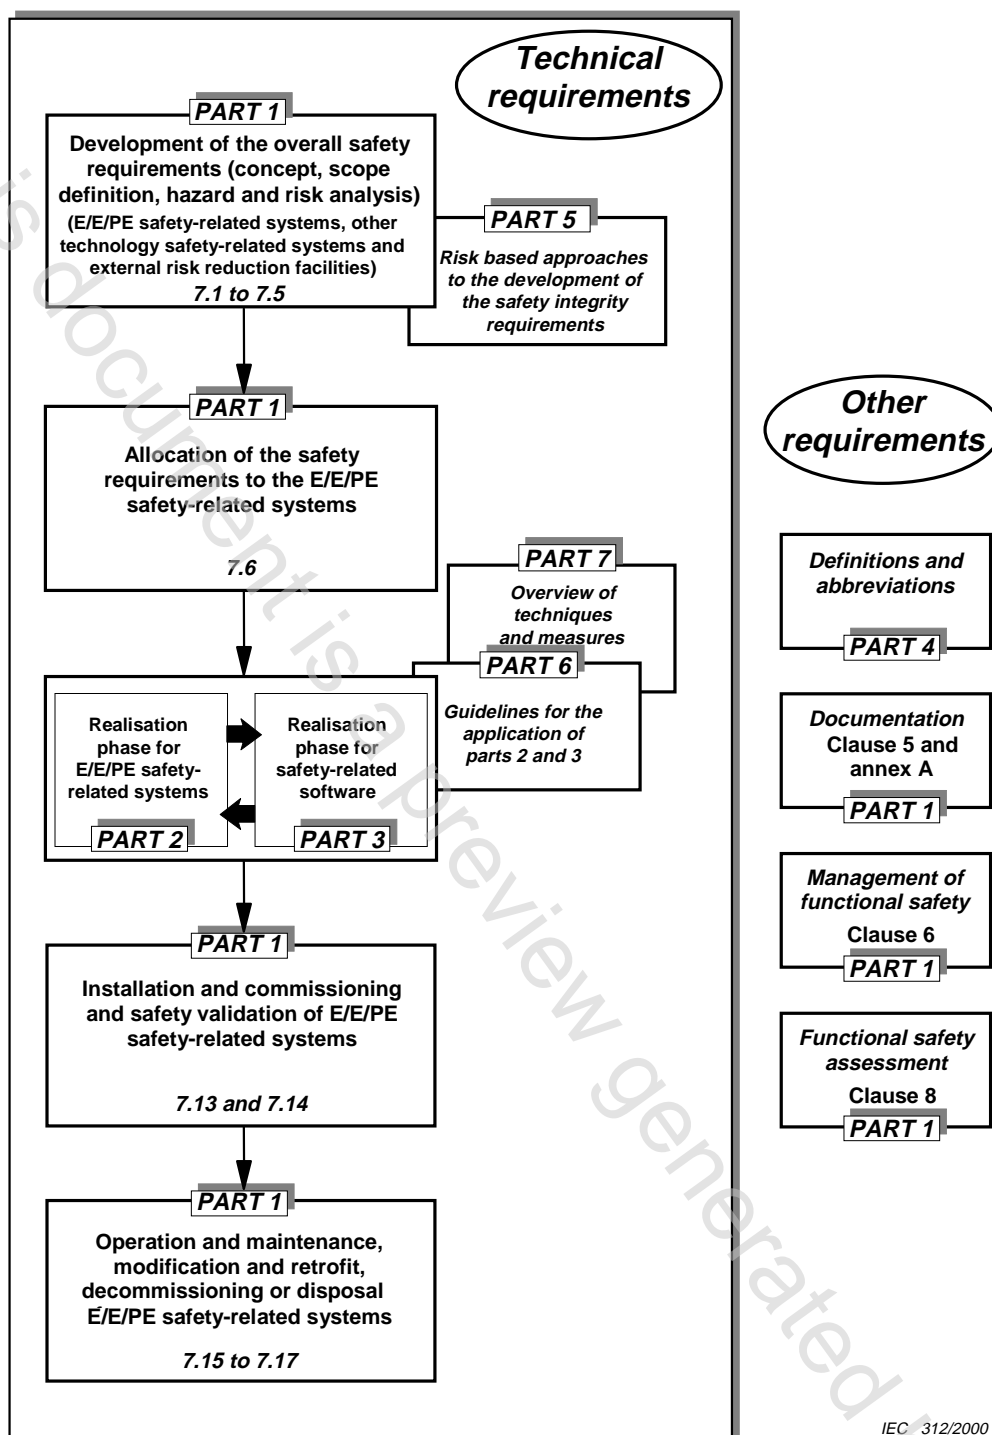 Technical
requirements
PART 1
Development of the overall safety
requirements (concept, scope
definition, hazard and risk analysis)
(E/E/PE safety-related systems, other
technology safety-related systems and
external risk reduction facilities)
7.1 to 7.5
PART 5
Risk based approaches
to the development of
the safety integrity
requirements
PART 1
Allocation of the safety
requirements to the E/E/PE
safety-related systems
7.6
PART 7
Overview of
techniques
and measures
PART 6
Guidelines for the
application of
parts 2 and 3
Realisation
phase for
E/E/PE safety-
related systems
PART 2
Realisation
phase for
safety-related
software
PART 3
PART 1
Installation and commissioning
and safety validation of E/E/PE
safety-related systems
7.13 and 7.14
PART 1
Operation and maintenance,
modification and retrofit,
decommissioning or disposal
E/E/PE safety-related systems
7.15 to 7.17
Other
requirements
Definitions and
abbreviations
PART 4
Documentation
Clause 5 and
annex A
PART 1
Management of
functional safety
Clause 6
PART 1
Functional safety
assessment
Clause 8
PART 1
IEC 312/2000
is document is a preview generated